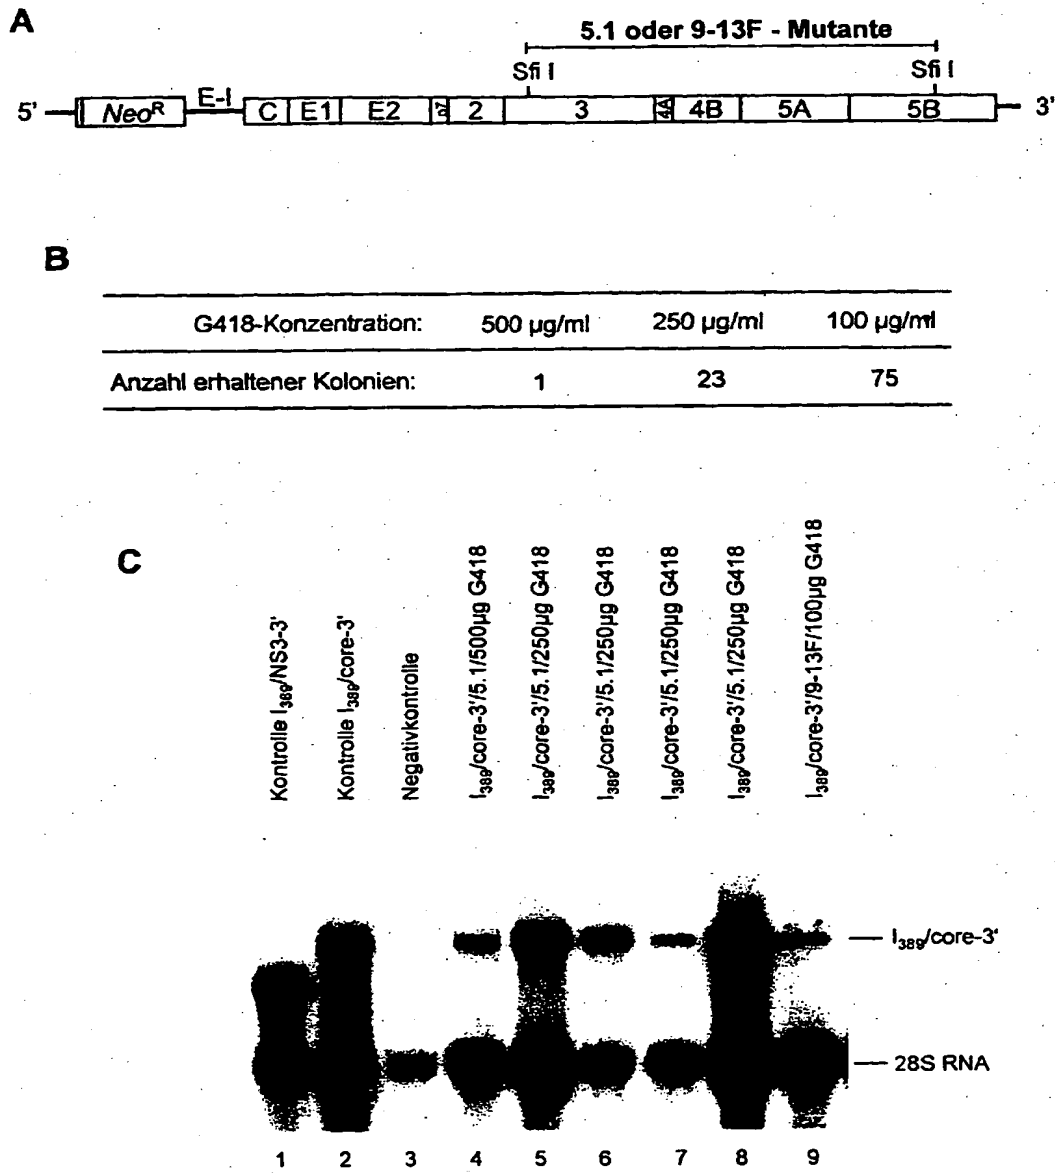 A
5.1 oder 9-13F - Mutante
Sfi I
Sfi I
5'
NeoR
E-I
C
E1
E2
p7
2
3
4A
4B
5A
5B
3'
B
G418-Konzentration: 500 µg/ml 250 µg/ml 100 µg/ml
Anzahl erhaltener Kolonien: 1 23 75
C
Kontrolle I389/NS3-3'
Kontrolle I389/core-3'
Negativkontrolle
I389/core-3'/5.1/500µg G418
I389/core-3'/5.1/250µg G418
I389/core-3'/5.1/250µg G418
I389/core-3'/5.1/250µg G418
I389/core-3'/5.1/250µg G418
I389/core-3'/9-13F/100µg G418
I389/core-3'
28S RNA
1 2 3 4 5 6 7 8 9